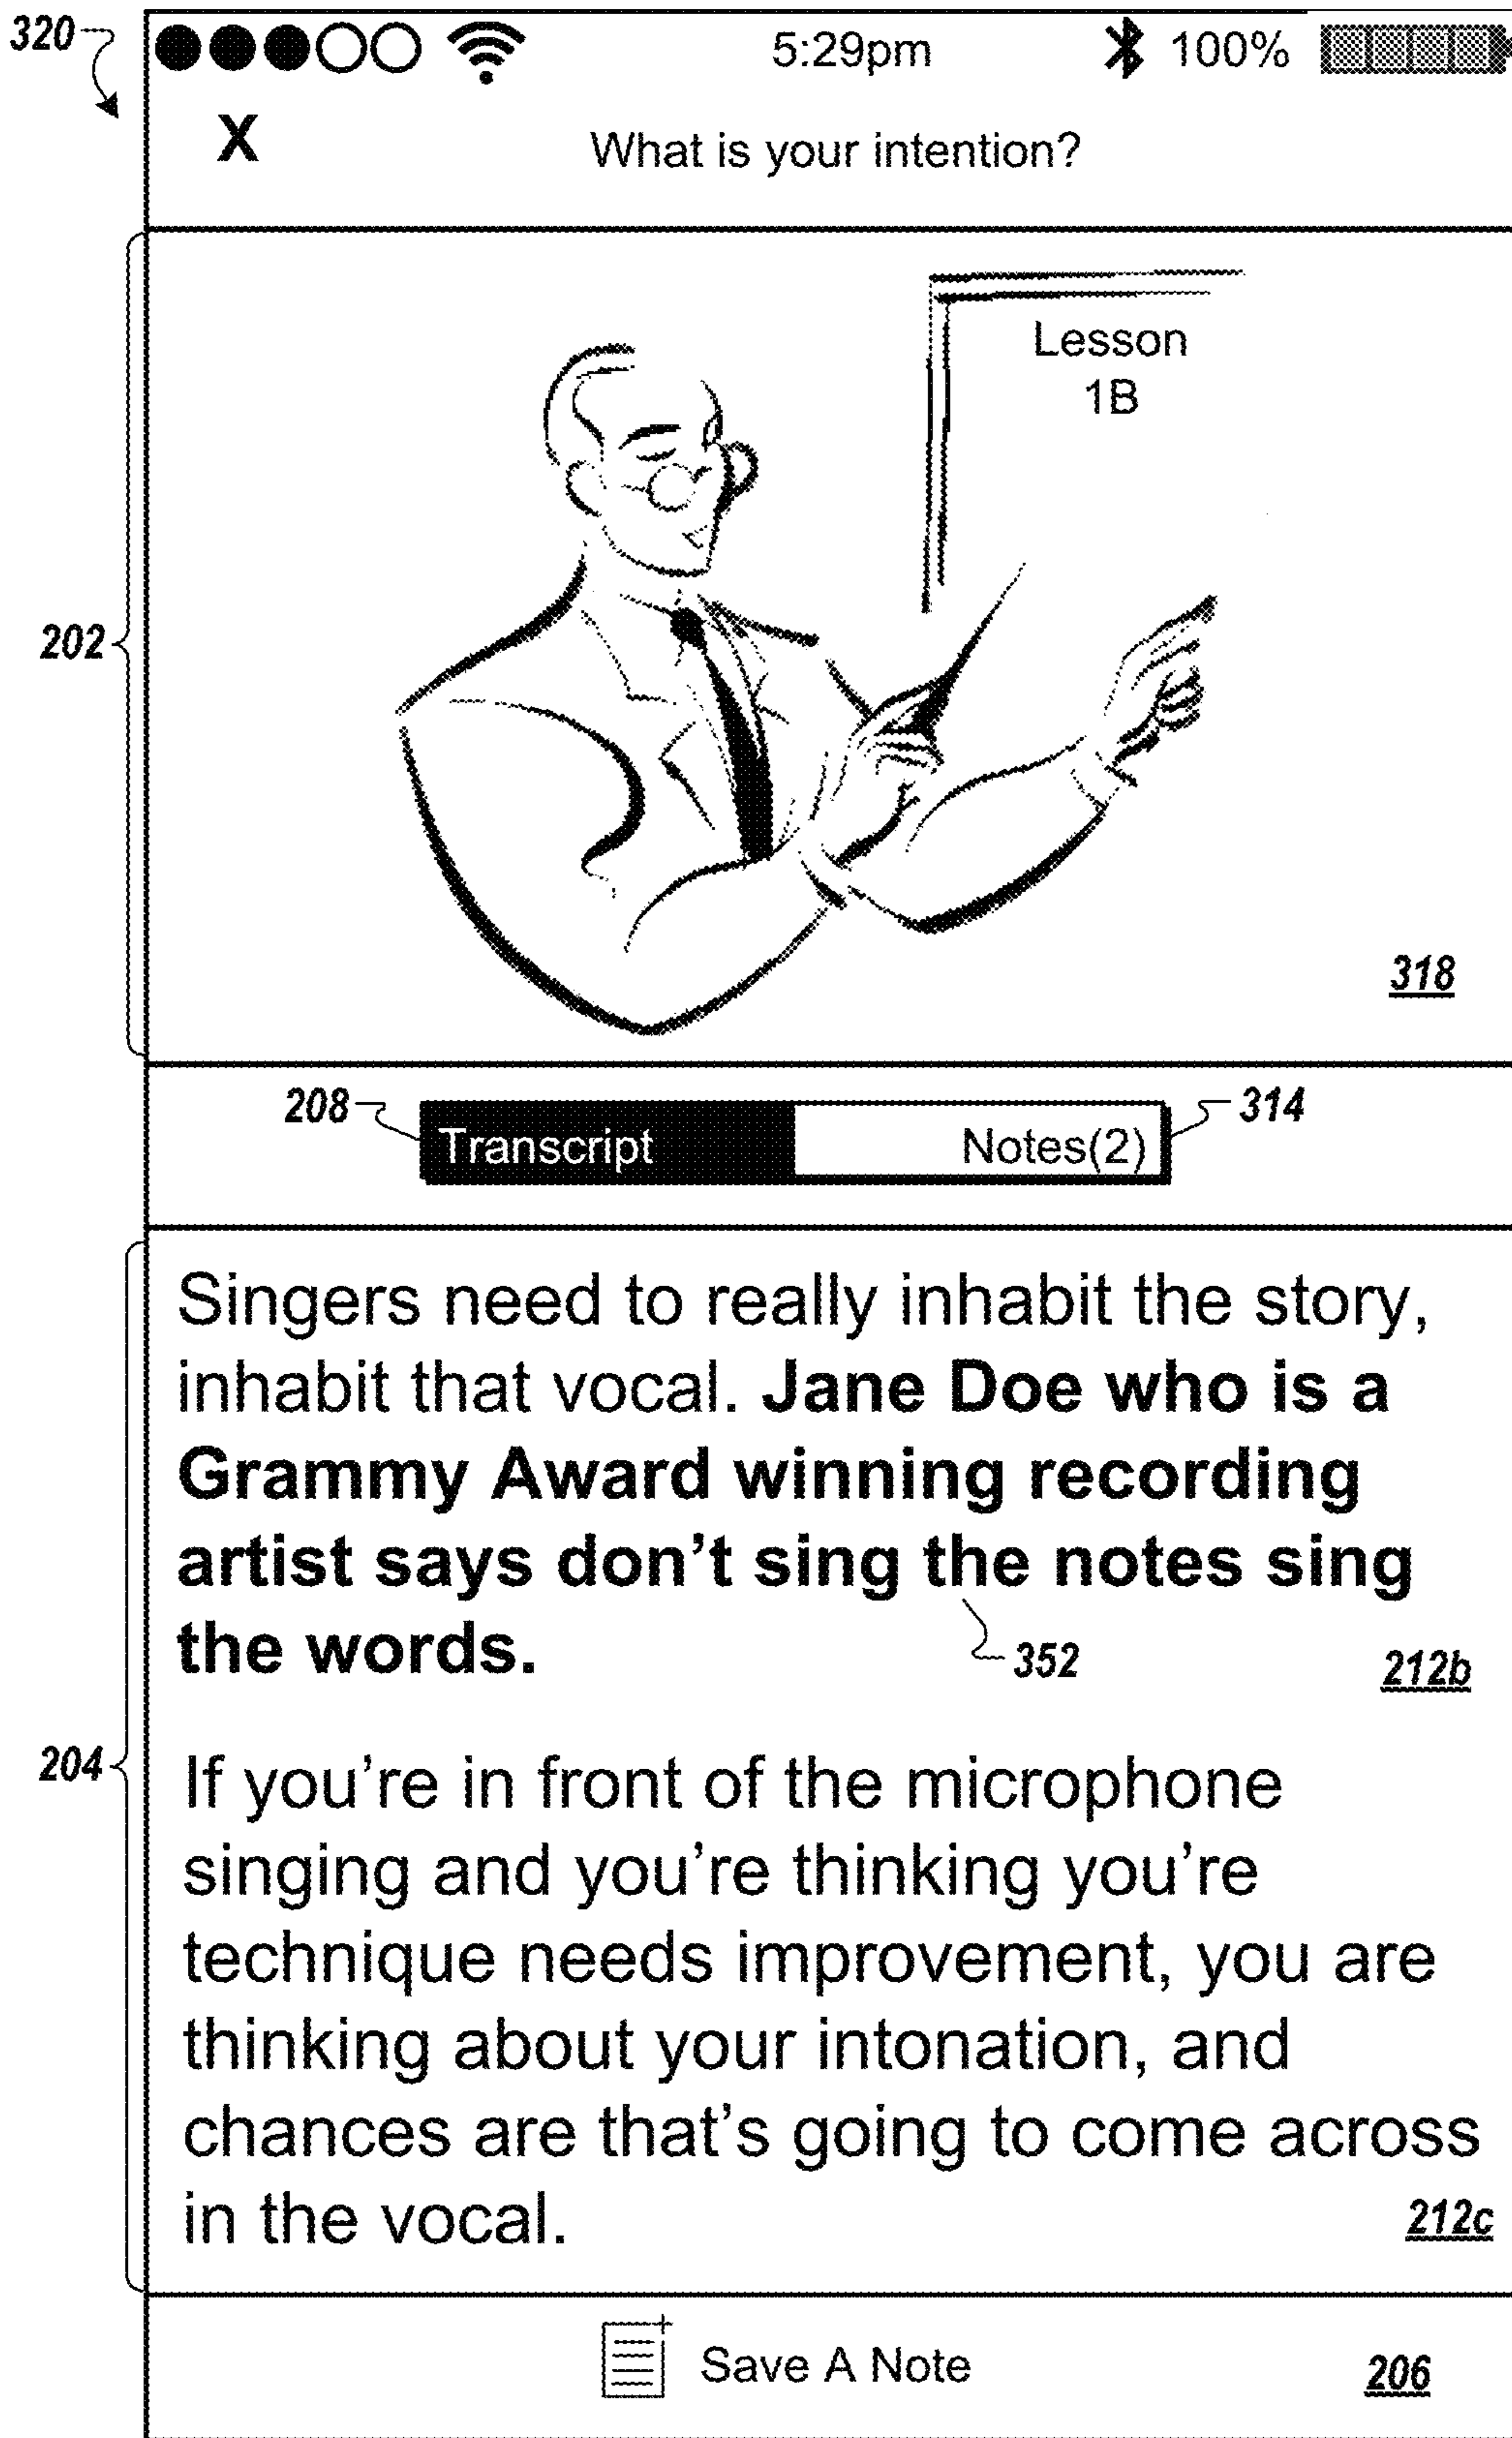 320
5:29pm 100%
X What is your intention?
Lesson
1B
202
318
208 Transcript Notes(2) 314
Singers need to really inhabit the story,
inhabit that vocal. Jane Doe who is a
Grammy Award winning recording
artist says don’t sing the notes sing
the words.
352 212b
204
If you’re in front of the microphone
singing and you’re thinking you’re
technique needs improvement, you are
thinking about your intonation, and
chances are that’s going to come across
in the vocal.
212c
Save A Note 206